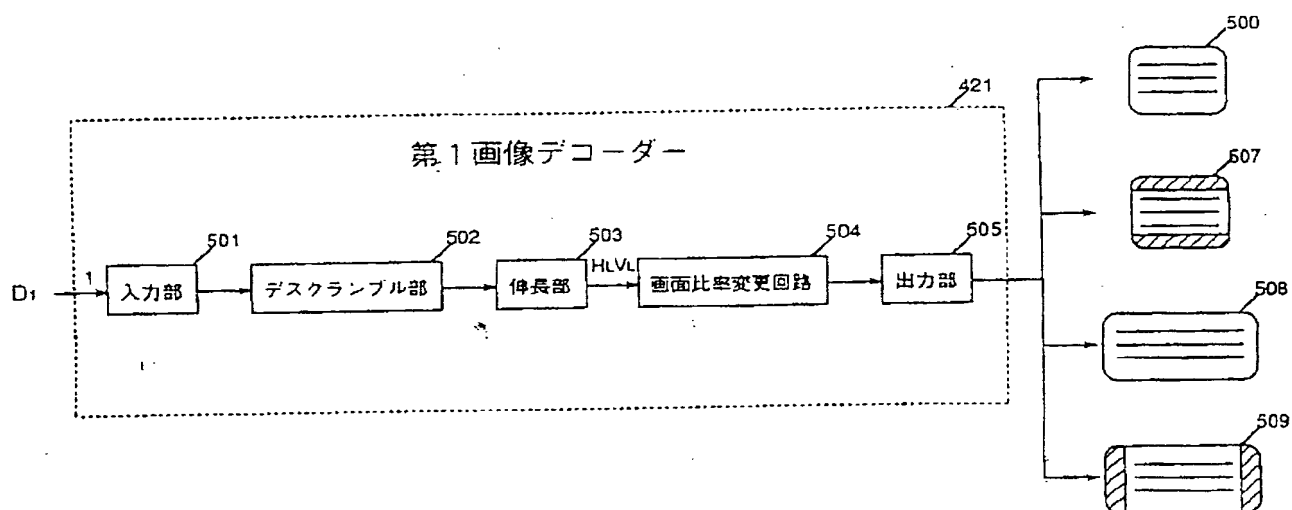 500
421
第1画像デコーダー
507
501
502
503
504
505
D1
1
入力部
デスクランブル部
伸長部
HLVL
画面比率変更回路
出力部
508
509